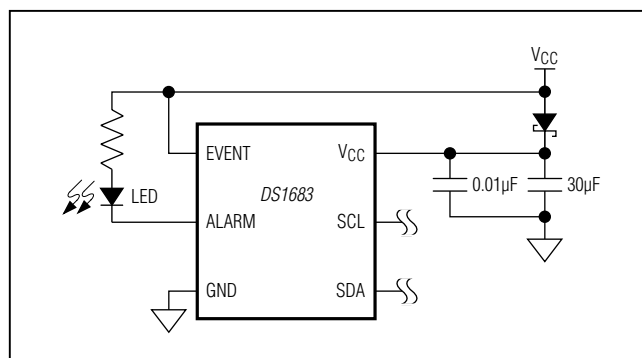 VCC
EVENT
VCC
DS1683
LED
0.01µF
30µF
ALARM
SCL
GND
SDA